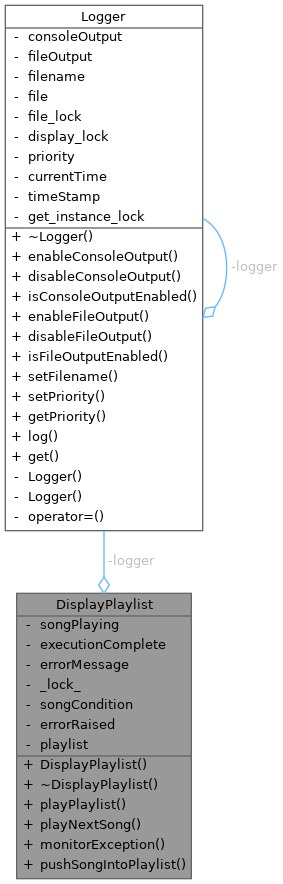 Logger
- consoleOutput
- fileOutput
- filename
- file
- file_lock
- display_lock
- priority
- currentTime
- timeStamp
- get_instance_lock
+ ~Logger()
+ enableConsoleOutput()
+ disableConsoleOutput()
+ isConsoleOutputEnabled()
+ enableFileOutput()
+ disableFileOutput()
+ isFileOutputEnabled()
+ setFilename()
+ setPriority()
+ getPriority()
+ log()
+ get()
- Logger()
- Logger()
- operator=()
-logger
-logger
DisplayPlaylist
- songPlaying
- executionComplete
- errorMessage
- _lock_
- songCondition
- errorRaised
- playlist
+ DisplayPlaylist()
+ ~DisplayPlaylist()
+ playPlaylist()
+ playNextSong()
+ monitorException()
+ pushSongIntoPlaylist()